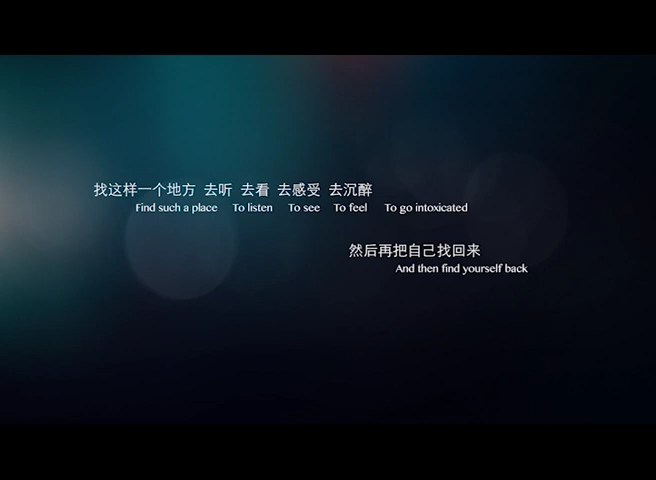 找这样一个地方 去听 去看 去感受 去沉醉
Find such a place To listen To see To feel To go intoxicated
然后再把自己找回来
And then find yourself back